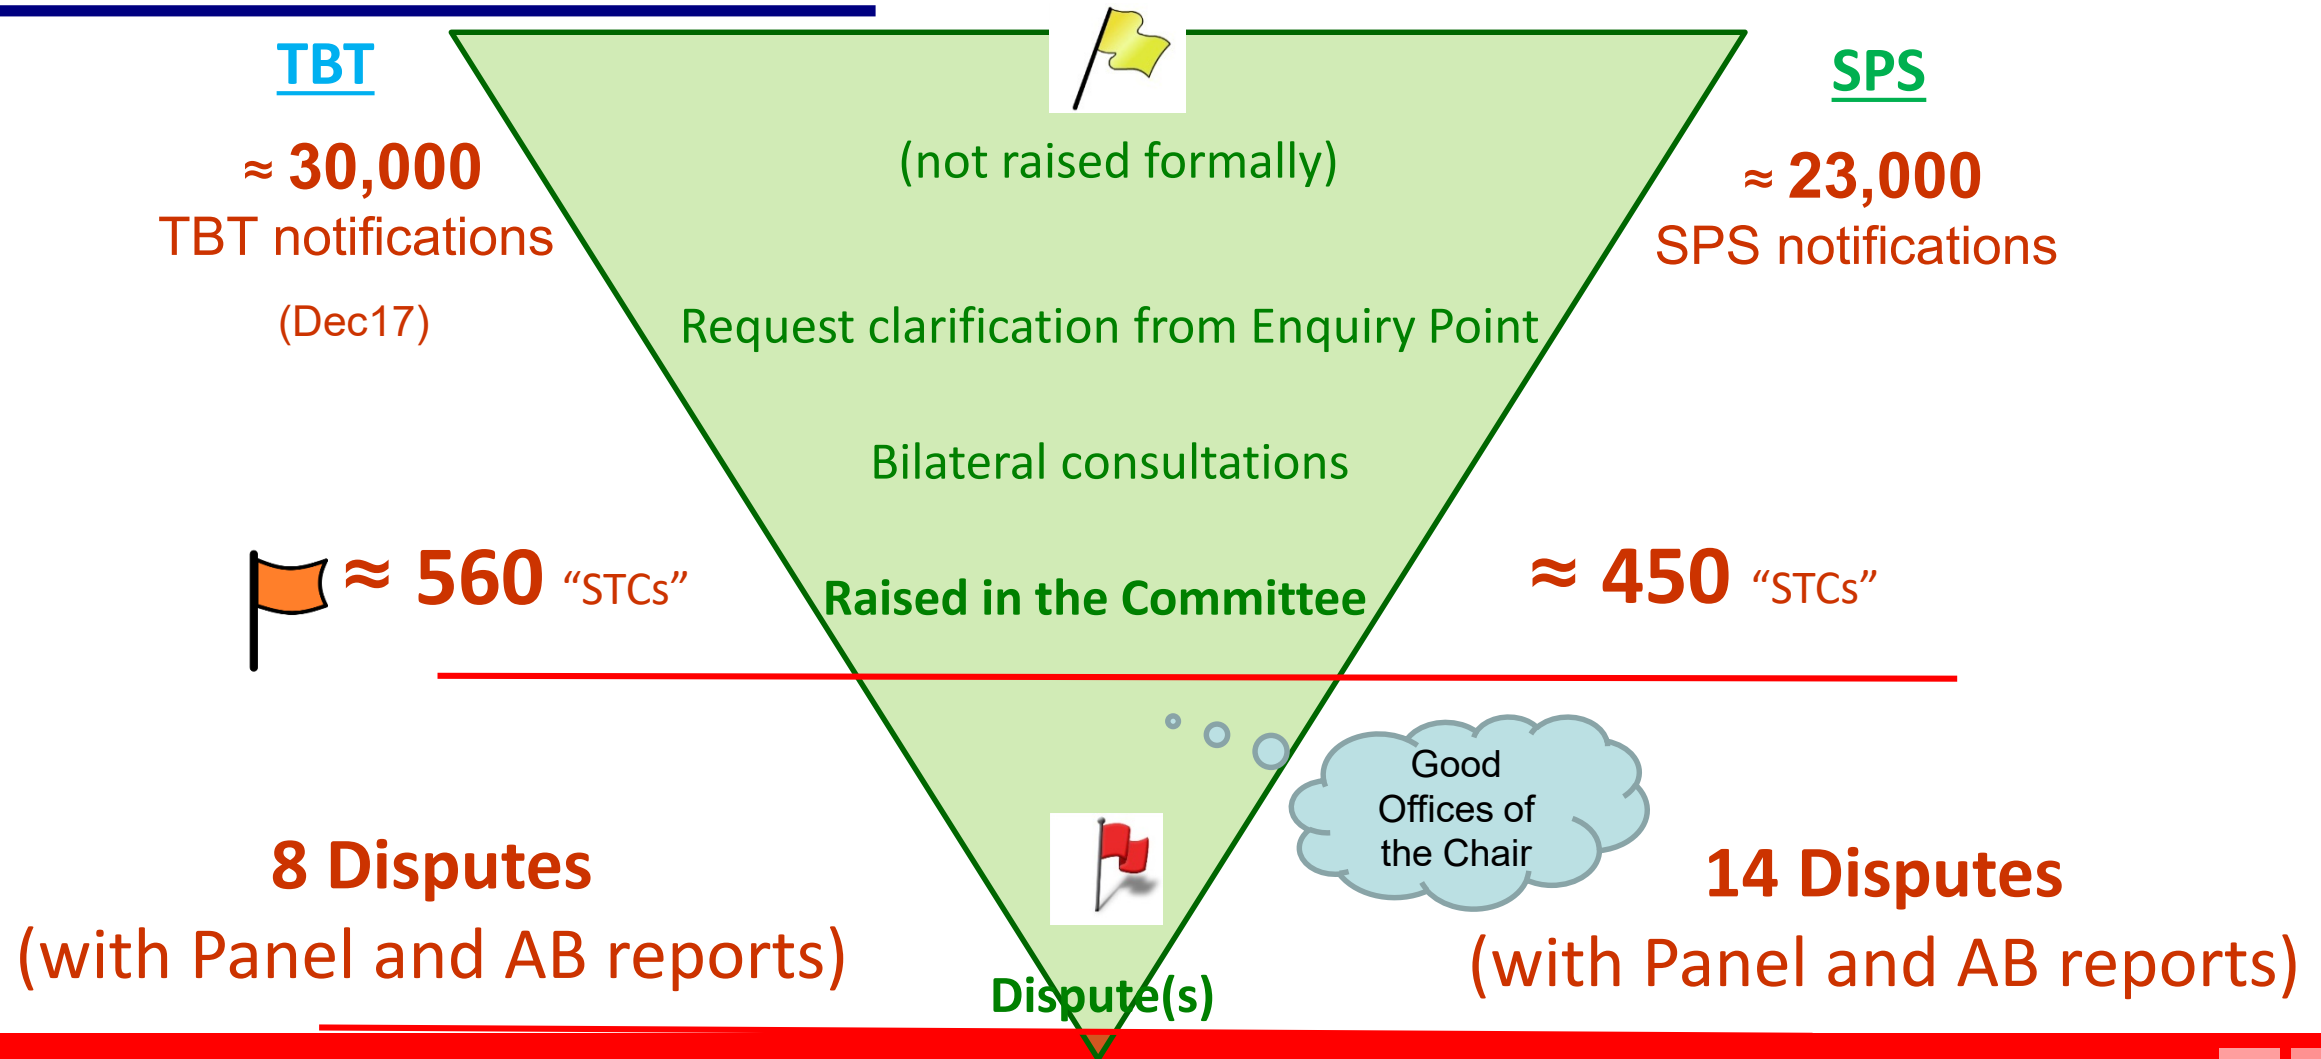 TBT
≈ 30,000
TBT notifications
(Dec17)
SPS
≈ 23,000
SPS notifications
(not raised formally)
Request clarification from Enquiry Point
Bilateral consultations
≈ 560 “STCs”
Raised in the Committee
≈ 450 “STCs”
Good
Offices of
the Chair
8 Disputes
(with Panel and AB reports)
14 Disputes
(with Panel and AB reports)
Dispute(s)